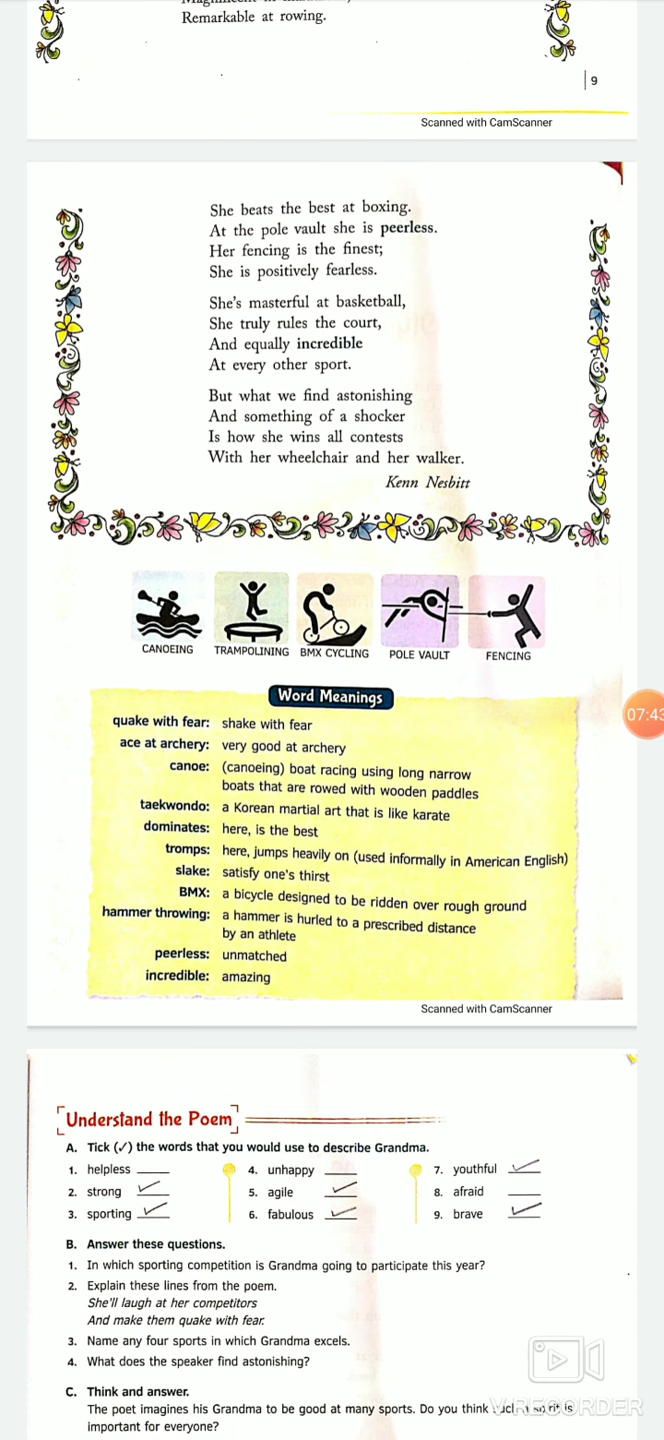 Remarkable at rowing.
9
Scanned with CamScanner
She beats the best at boxing.
At the pole vault she is peerless.
Her fencing is the finest;
She is positively fearless.
She's masterful at basketball,
She truly rules the court,
And equally incredible
At every other sport.
But what we find astonishing
And something of a shocker
Is how she wins all contests
With her wheelchair and her walker.
Kenn Nesbitt
CANOEING TRAMPOLINING BMX CYCLING POLE VAULT FENCING
Word Meanings
quake with fear: shake with fear
ace at archery: very good at archery
canoe: (canoeing) boat racing using long narrow
boats that are rowed with wooden paddles
taekwondo: a Korean martial art that is like karate
dominates: here, is the best
tromps: here, jumps heavily on (used informally in American English)
slake: satisfy one's thirst
BMX: a bicycle designed to be ridden over rough ground
hammer throwing: a hammer is hurled to a prescribed distance
by an athlete
peerless: unmatched
incredible: amazing
07:43
Scanned with CamScanner
Understand the Poem
A. Tick (✓) the words that you would use to describe Grandma.
1. helpless ____ 4. unhappy ____ 7. youthful ✓
2. strong ✓ 5. agile ✓ 8. afraid ____
3. sporting ✓ 6. fabulous ✓ 9. brave ✓
B. Answer these questions.
1. In which sporting competition is Grandma going to participate this year?
2. Explain these lines from the poem.
She'll laugh at her competitors
And make them quake with fear.
3. Name any four sports in which Grandma excels.
4. What does the speaker find astonishing?
C. Think and answer.
The poet imagines his Grandma to be good at many sports. Do you think is
important for everyone?
V RECORDER